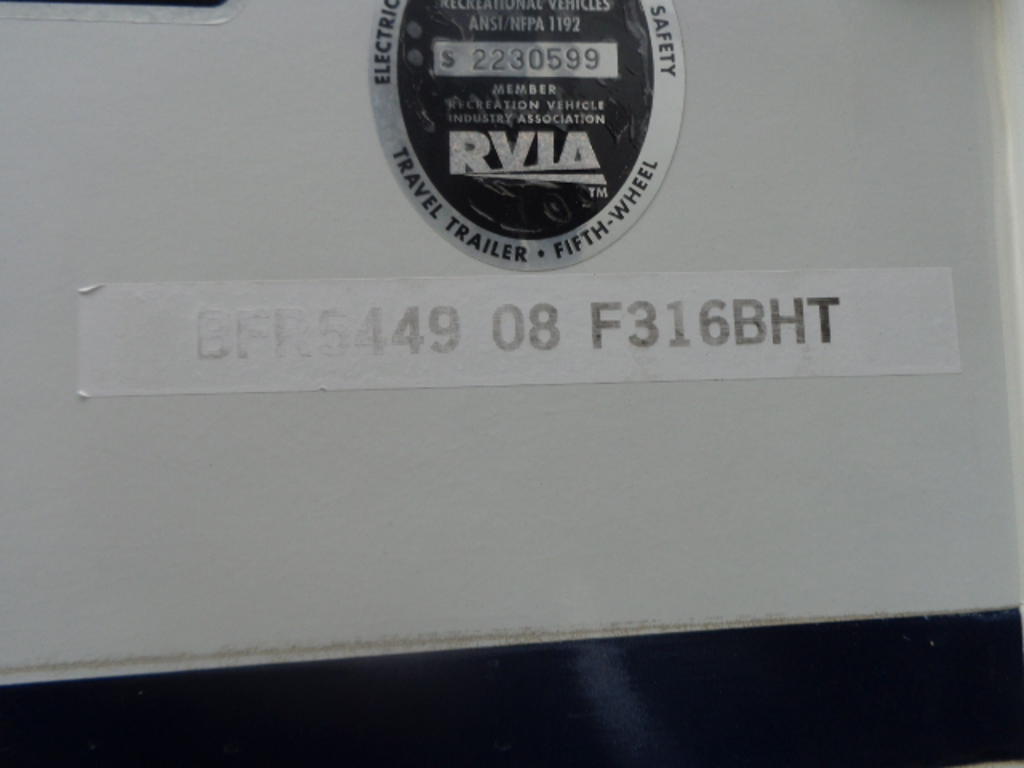 RECREATIONAL VEHICLES
ANSI/NFPA 1192
S 2230599
MEMBER
RECREATION VEHICLE
INDUSTRY ASSOCIATION
RVIA
TM
ELECTRIC
SAFETY
TRAVEL TRAILER • FIFTH-WHEEL
BFR5449 08 F316BHT